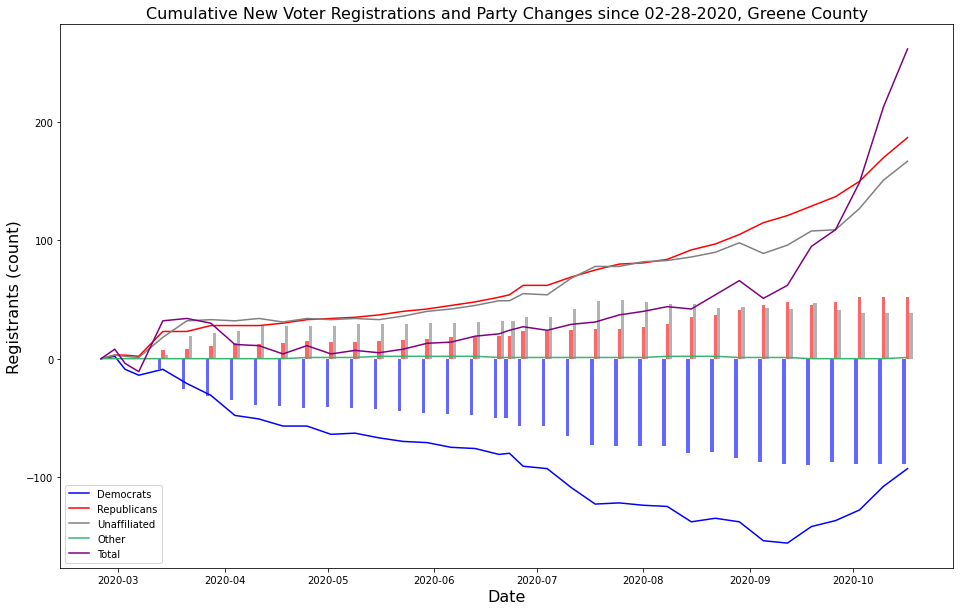 Cumulative New Voter Registrations and Party Changes since 02-28-2020, Greene County
Registrants (count)
200
100
0
−100
Democrats
Republicans
Unaffiliated
Other
Total
2020-03 2020-04 2020-05 2020-06 2020-07 2020-08 2020-09 2020-10
Date